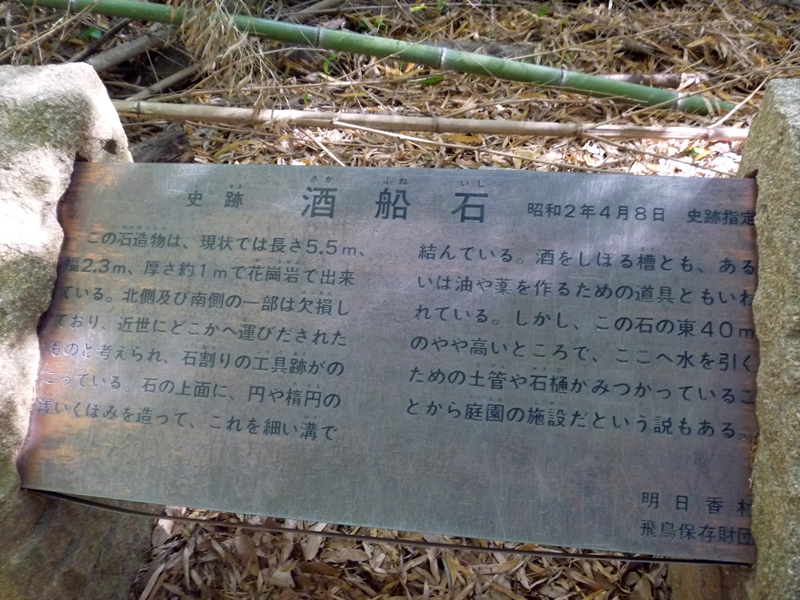 史跡 酒船石 昭和2年4月8日 史跡指定
この石造物は、現状では長さ5.5m、
幅2.3m、厚さ約1mで花崗岩で出来
ている。北側及び南側の一部は欠損し
ており、近世にどこかへ運びだされた
ものと考えられ、石割りの工具跡がの
こっている。石の上面に、円や楕円の
浅いくぼみを造って、これを細い溝で
結んている。酒をしぼる槽とも、ある
いは油や薬を作るための道具ともいわ
れている。しかし、この石の東40m
のやや高いところで、ここへ水を引く
ための土管や石樋かみつかっているこ
とから庭園の施設だという説もある。
明日香村
飛鳥保存財団